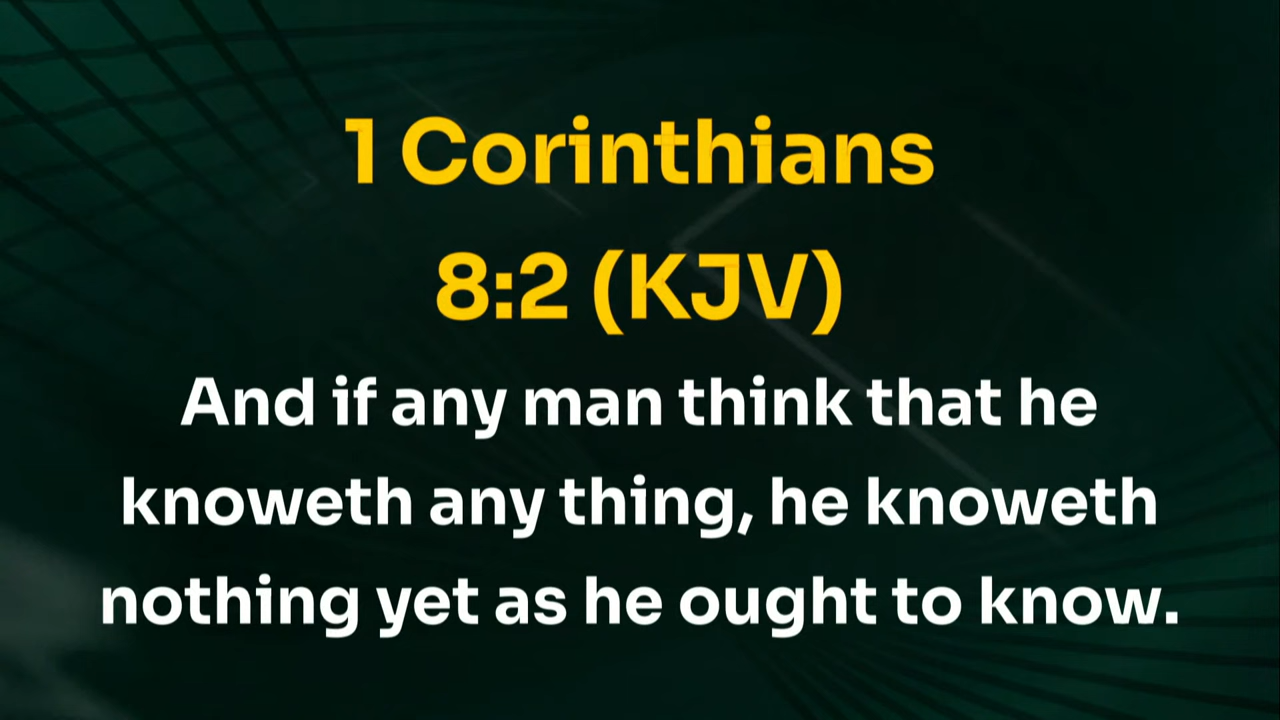 1 Corinthians
8:2 (KJV)
And if any man think that he
knoweth any thing, he knoweth
nothing yet as he ought to know.